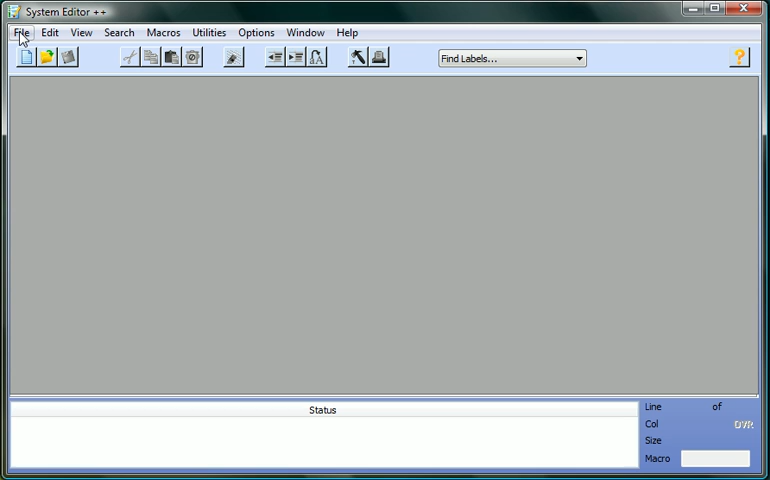 System Editor ++
File Edit View Search Macros Utilities Options Window Help
Find Labels... ?
Status
Line of
Col OVR
Size
Macro